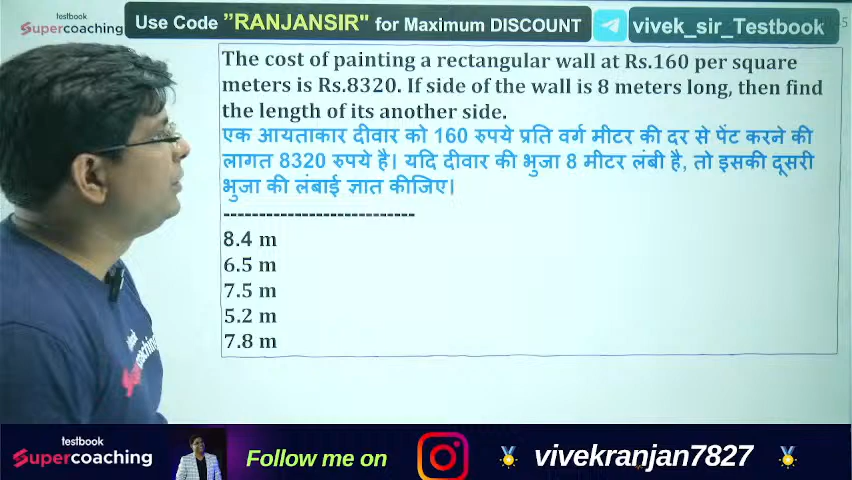 testbook
Supercoaching
Use Code "RANJANSIR" for Maximum DISCOUNT
vivek_sir_Testbook
The cost of painting a rectangular wall at Rs.160 per square
meters is Rs.8320. If side of the wall is 8 meters long, then find
the length of its another side.
एक आयताकार दीवार को 160 रुपये प्रति वर्ग मीटर की दर से पेंट करने की
लागत 8320 रुपये है। यदि दीवार की भुजा 8 मीटर लंबी है, तो इसकी दूसरी
भुजा की लंबाई ज्ञात कीजिए।
---------------------------
8.4 m
6.5 m
7.5 m
5.2 m
7.8 m
testbook
Supercoaching
Follow me on
vivekranjan7827